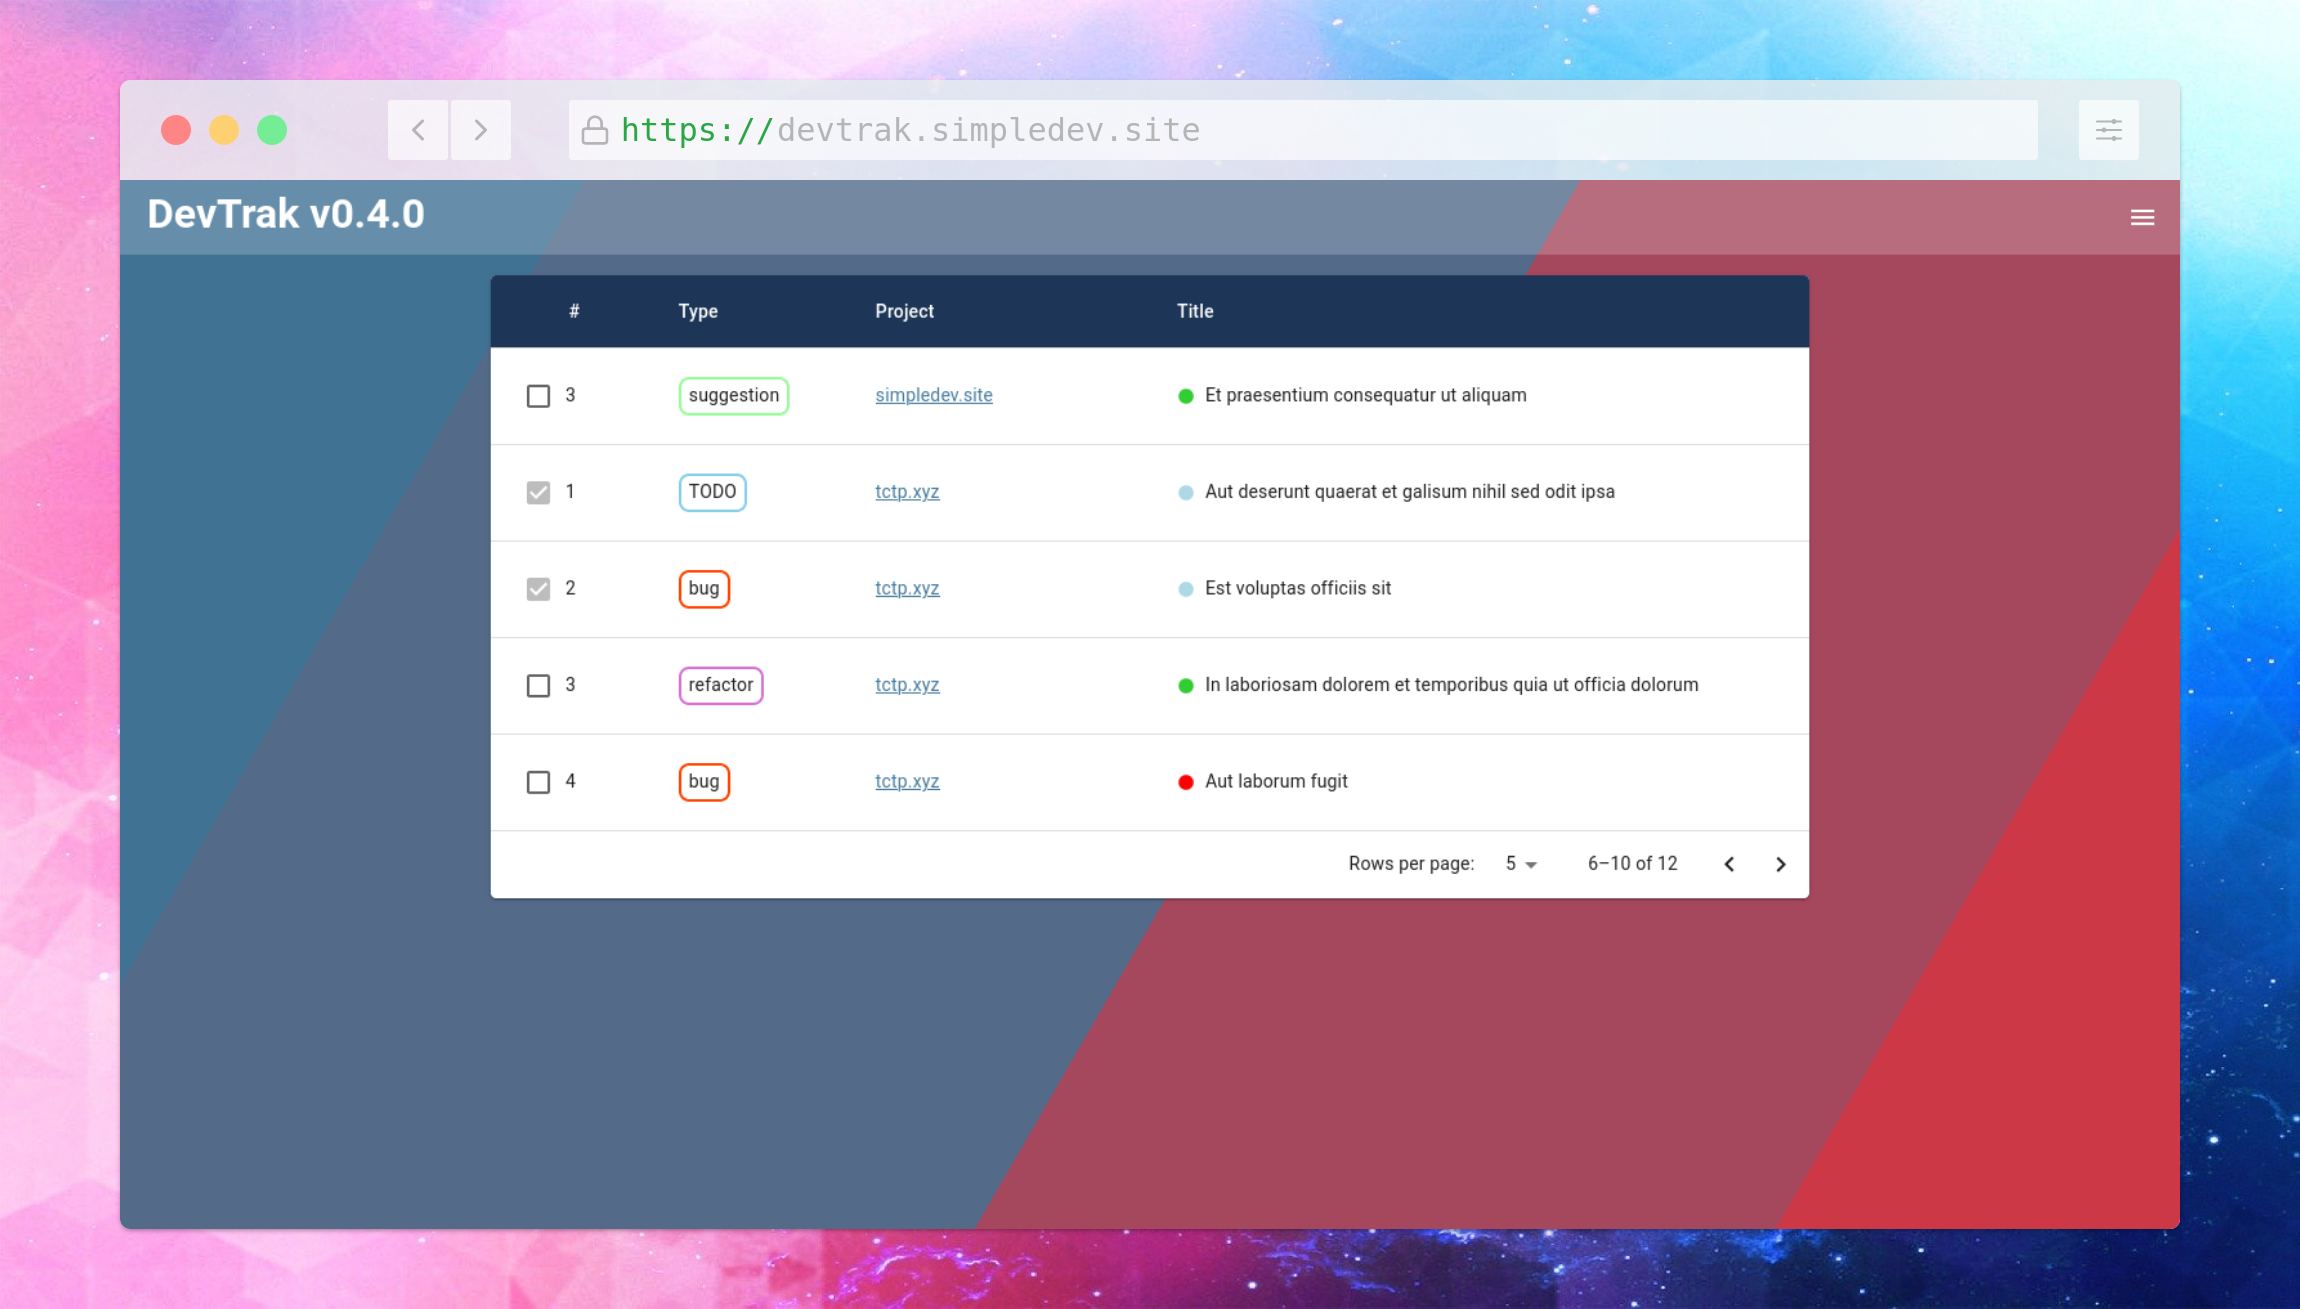 https://devtrak.simpledev.site
DevTrak v0.4.0
# Type Project Title
3 suggestion simpledev.site Et praesentium consequatur ut aliquam
1 TODO tctp.xyz Aut deserunt quaerat et galisum nihil sed odit ipsa
2 bug tctp.xyz Est voluptas officiis sit
3 refactor tctp.xyz In laboriosam dolorem et temporibus quia ut officia dolorum
4 bug tctp.xyz Aut laborum fugit
Rows per page: 5 6–10 of 12